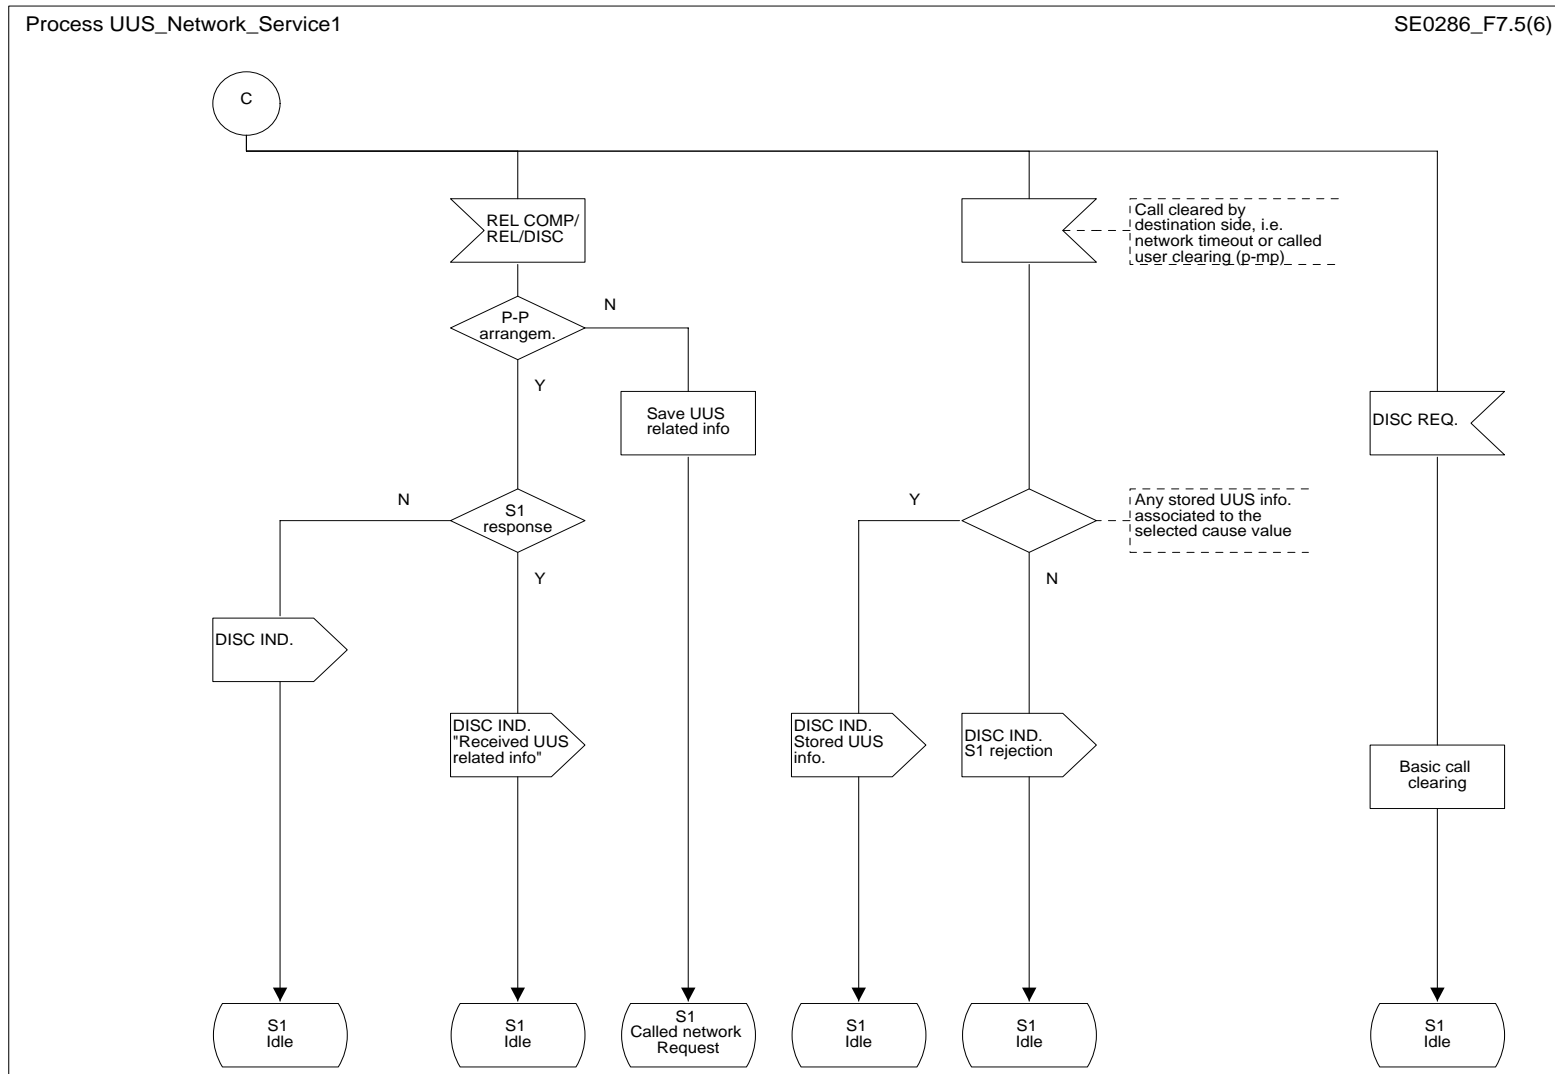 Process UUS_Network_Service1
SE0286_F7.5(6)
C
REL COMP/
REL/DISC
Call cleared by
destination side, i.e.
network timeout or called
user clearing (p-mp)
P-P
arrangem.
N
Y
Save UUS
related info
DISC REQ.
N
S1
response
Y
Y
Any stored UUS info.
associated to the
selected cause value
N
DISC IND.
DISC IND.
"Received UUS
related info"
DISC IND.
Stored UUS
info.
DISC IND.
S1 rejection
Basic call
clearing
S1
Idle
S1
Idle
S1
Called network
Request
S1
Idle
S1
Idle
S1
Idle